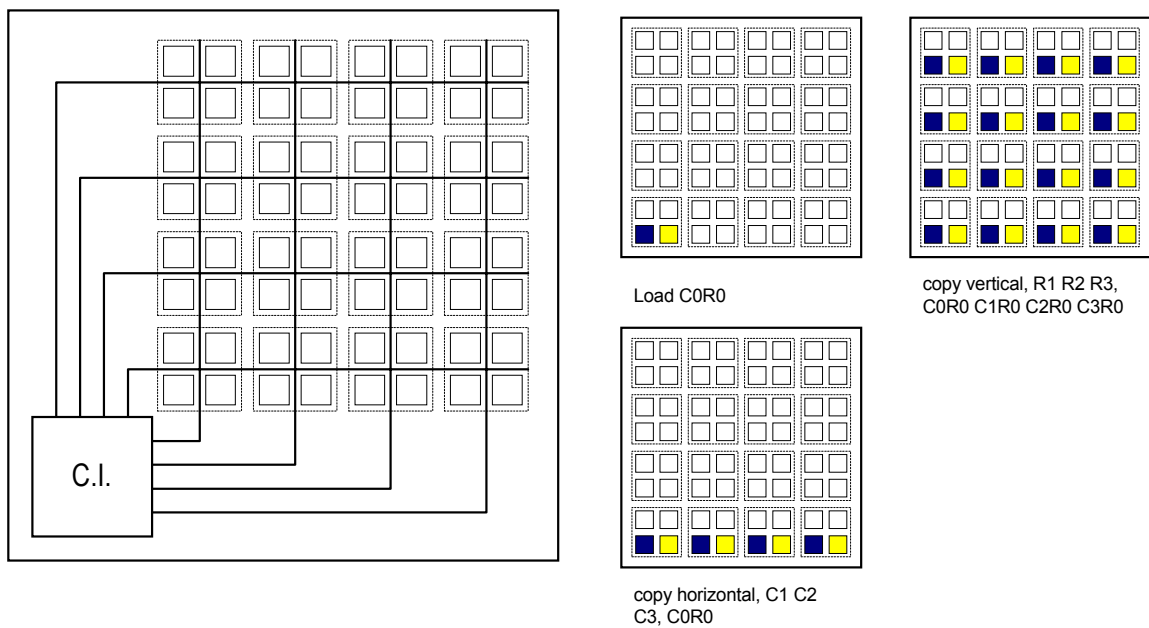 C.I.
Load C0R0
copy vertical, R1 R2 R3,
C0R0 C1R0 C2R0 C3R0
copy horizontal, C1 C2
C3, C0R0